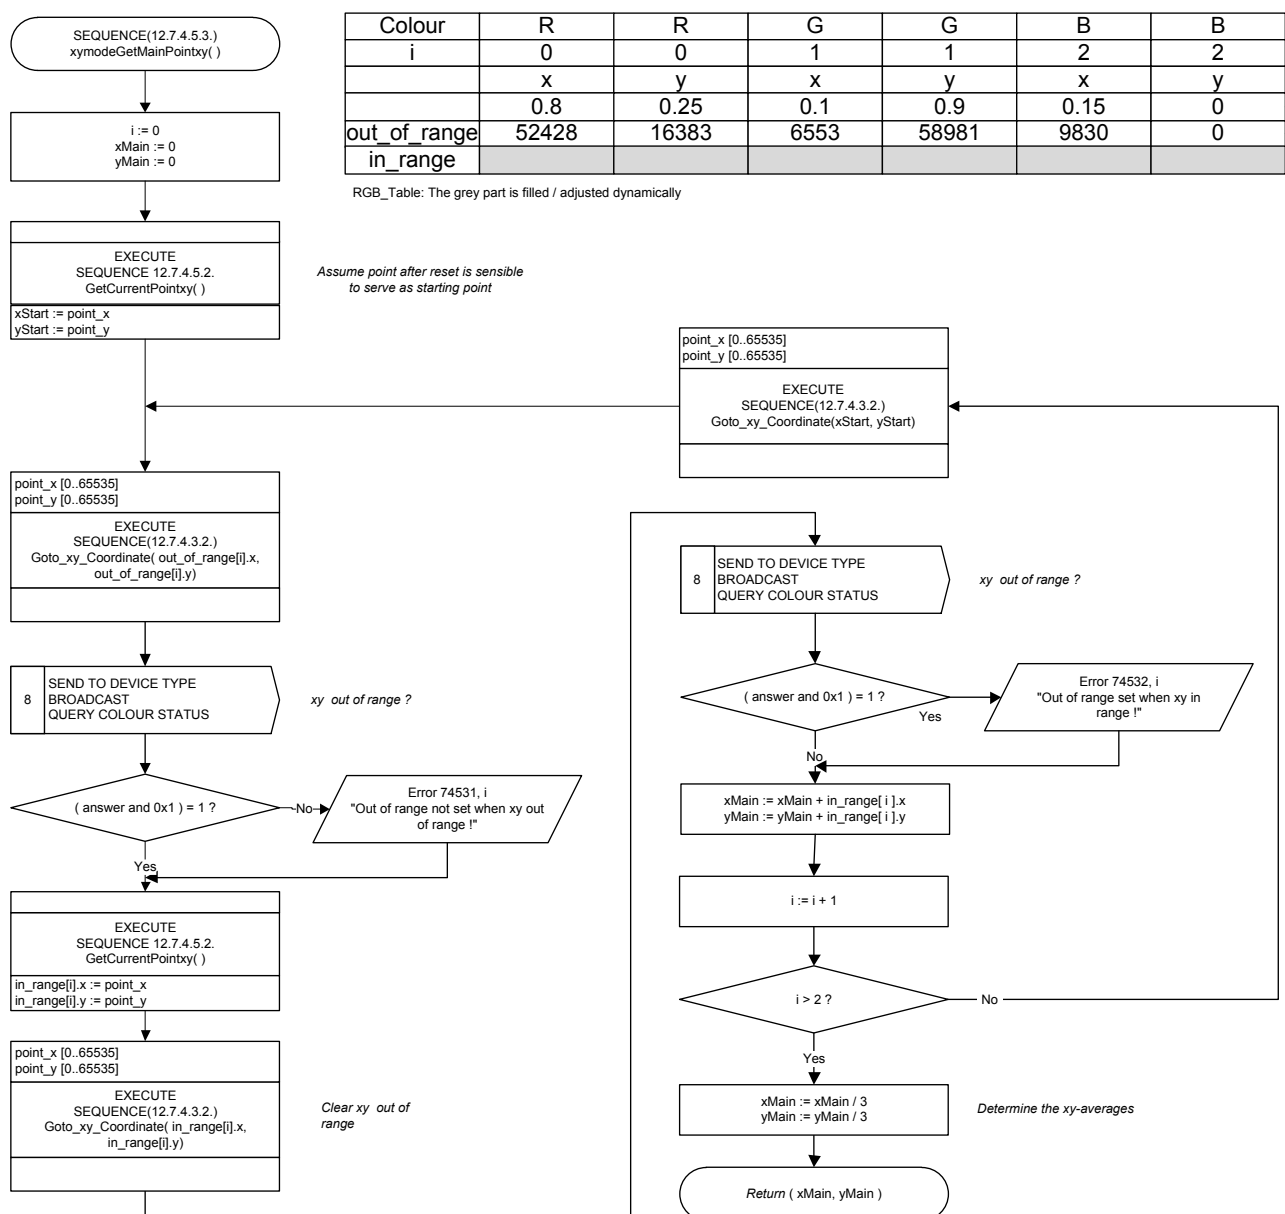 SEQUENCE(12.7.4.5.3.)
xymodeGetMainPointxy( )
Colour R R G G B B
i 0 0 1 1 2 2
x y x y x y
0.8 0.25 0.1 0.9 0.15 0
out_of_range 52428 16383 6553 58981 9830 0
in_range
RGB_Table: The grey part is filled / adjusted dynamically
i := 0
xMain := 0
yMain := 0
EXECUTE
SEQUENCE 12.7.4.5.2.
GetCurrentPointxy( )
xStart := point_x
yStart := point_y
Assume point after reset is sensible
to serve as starting point
point_x [0..65535]
point_y [0..65535]
EXECUTE
SEQUENCE(12.7.4.3.2.)
Goto_xy_Coordinate(xStart, yStart)
point_x [0..65535]
point_y [0..65535]
EXECUTE
SEQUENCE(12.7.4.3.2.)
Goto_xy_Coordinate( out_of_range[i].x,
out_of_range[i].y)
8
SEND TO DEVICE TYPE
BROADCAST
QUERY COLOUR STATUS
xy out of range ?
( answer and 0x1 ) = 1 ?
No
Error 74531, i
"Out of range not set when xy out
of range !"
Yes
EXECUTE
SEQUENCE 12.7.4.5.2.
GetCurrentPointxy( )
in_range[i].x := point_x
in_range[i].y := point_y
point_x [0..65535]
point_y [0..65535]
EXECUTE
SEQUENCE(12.7.4.3.2.)
Goto_xy_Coordinate( in_range[i].x,
in_range[i].y)
Clear xy out of
range
8
SEND TO DEVICE TYPE
BROADCAST
QUERY COLOUR STATUS
xy out of range ?
( answer and 0x1 ) = 1 ?
Yes
Error 74532, i
"Out of range set when xy in
range !"
No
xMain := xMain + in_range[ i ].x
yMain := yMain + in_range[ i ].y
i := i + 1
i > 2 ?
No
Yes
xMain := xMain / 3
yMain := yMain / 3
Determine the xy-averages
Return ( xMain, yMain )